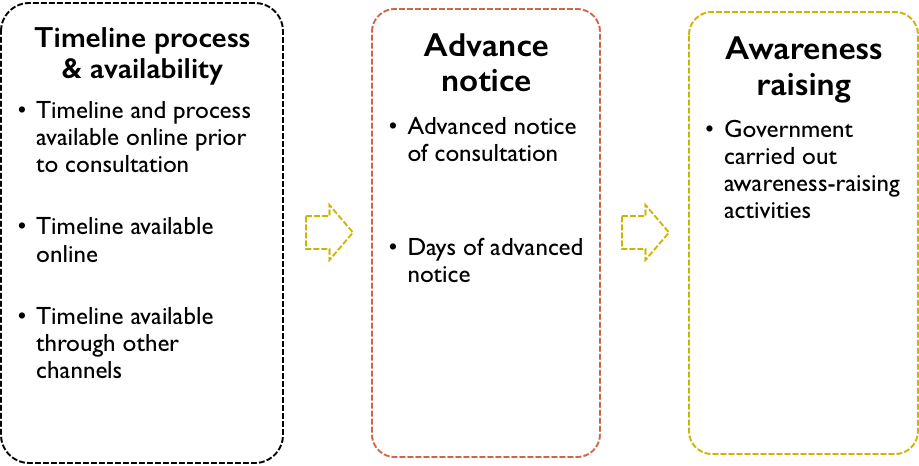 Timeline process
& availability
• Timeline and process
available online prior
to consultation
• Timeline available
online
• Timeline available
through other
channels
Advance
notice
• Advanced notice
of consultation
• Days of advanced
notice
Awareness
raising
• Government
carried out
awareness-raising
activities